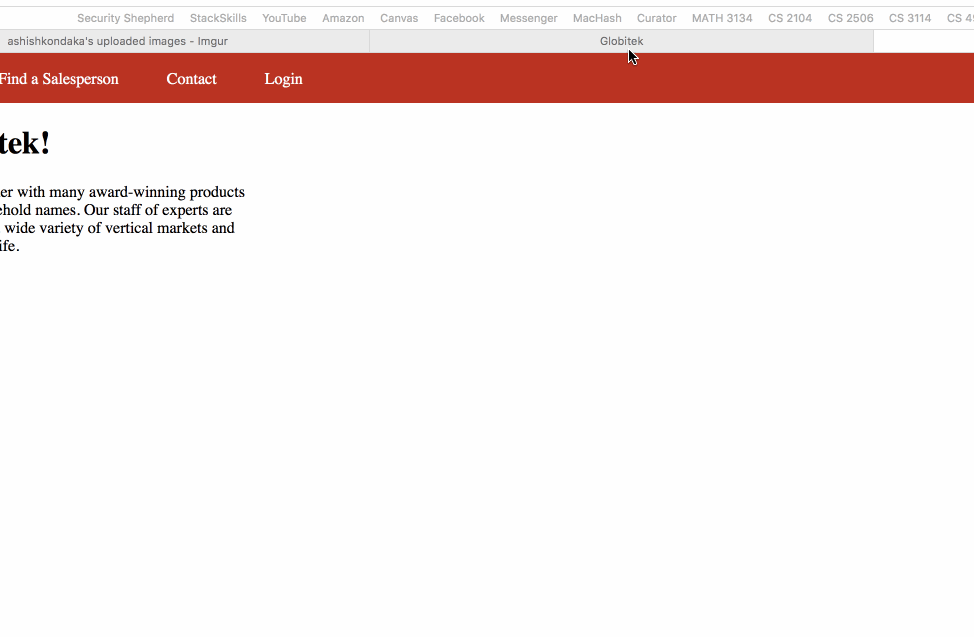 Security Shepherd StackSkills YouTube Amazon Canvas Facebook Messenger MacHash Curator MATH 3134 CS 2104 CS 2506 CS 3114 CS
ashishkondaka's uploaded images - Imgur Globitek
Find a Salesperson Contact Login
tek!
er with many award-winning products
ehold names. Our staff of experts are
wide variety of vertical markets and
ife.